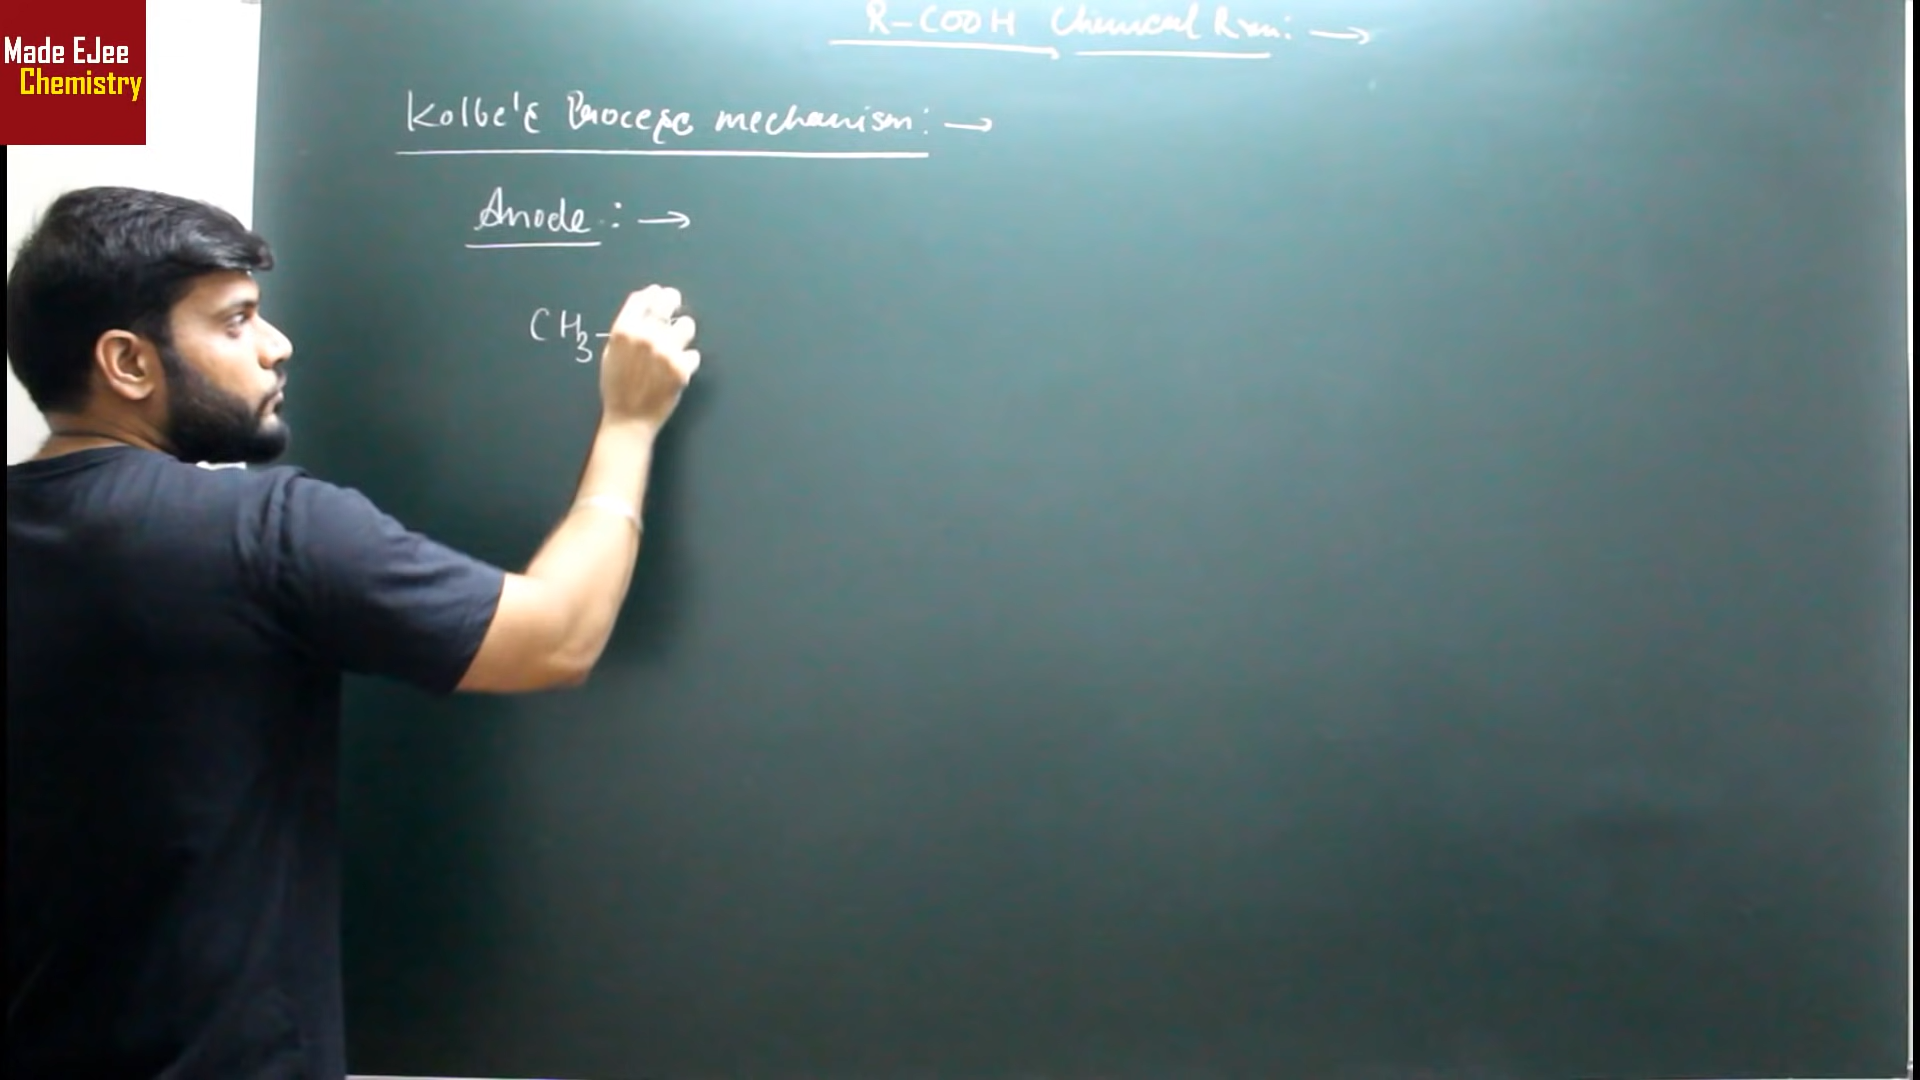 Made EJee
Chemistry
R-COOH Chemical Rxn: →
Kolbe's Process mechanism: →
Anode : →
CH3-